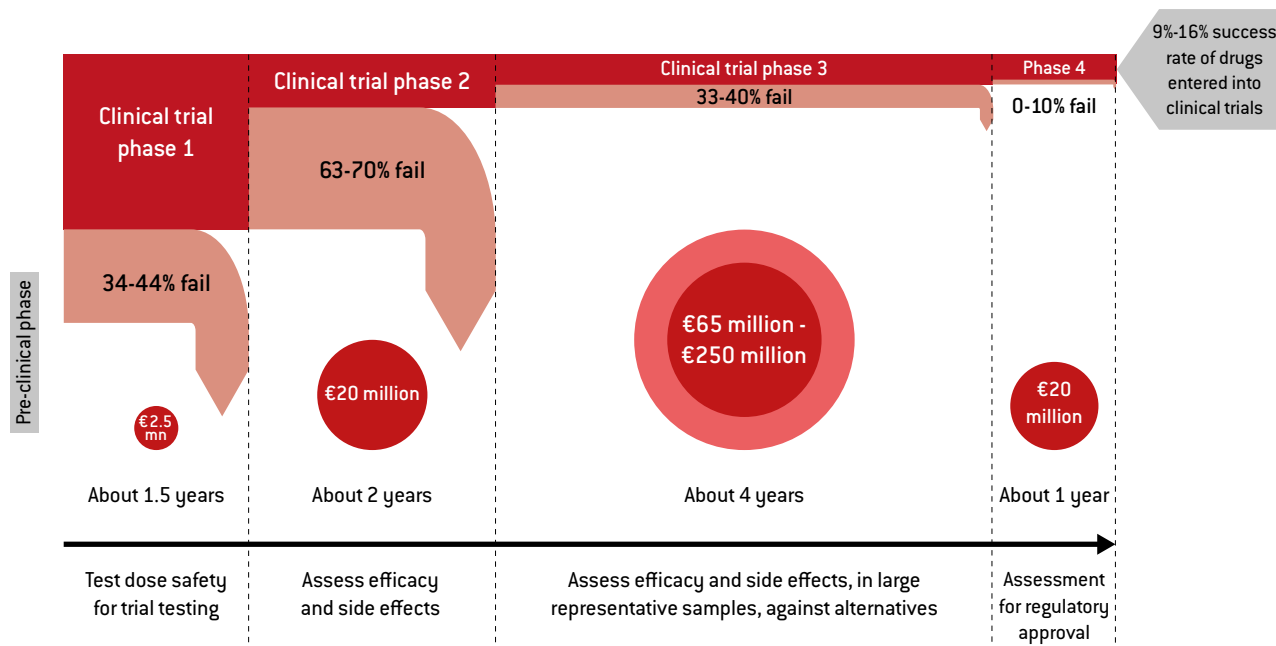 9%-16% success
rate of drugs
entered into
clinical trials
Clinical trial
phase 1
Clinical trial phase 2
Clinical trial phase 3
Phase 4
34-44% fail
63-70% fail
33-40% fail
0-10% fail
Pre-clinical phase
€2.5
mn
€20 million
€65 million -
€250 million
€20
million
About 1.5 years
About 2 years
About 4 years
About 1 year
Test dose safety
for trial testing
Assess efficacy
and side effects
Assess efficacy and side effects, in large
representative samples, against alternatives
Assessment
for regulatory
approval